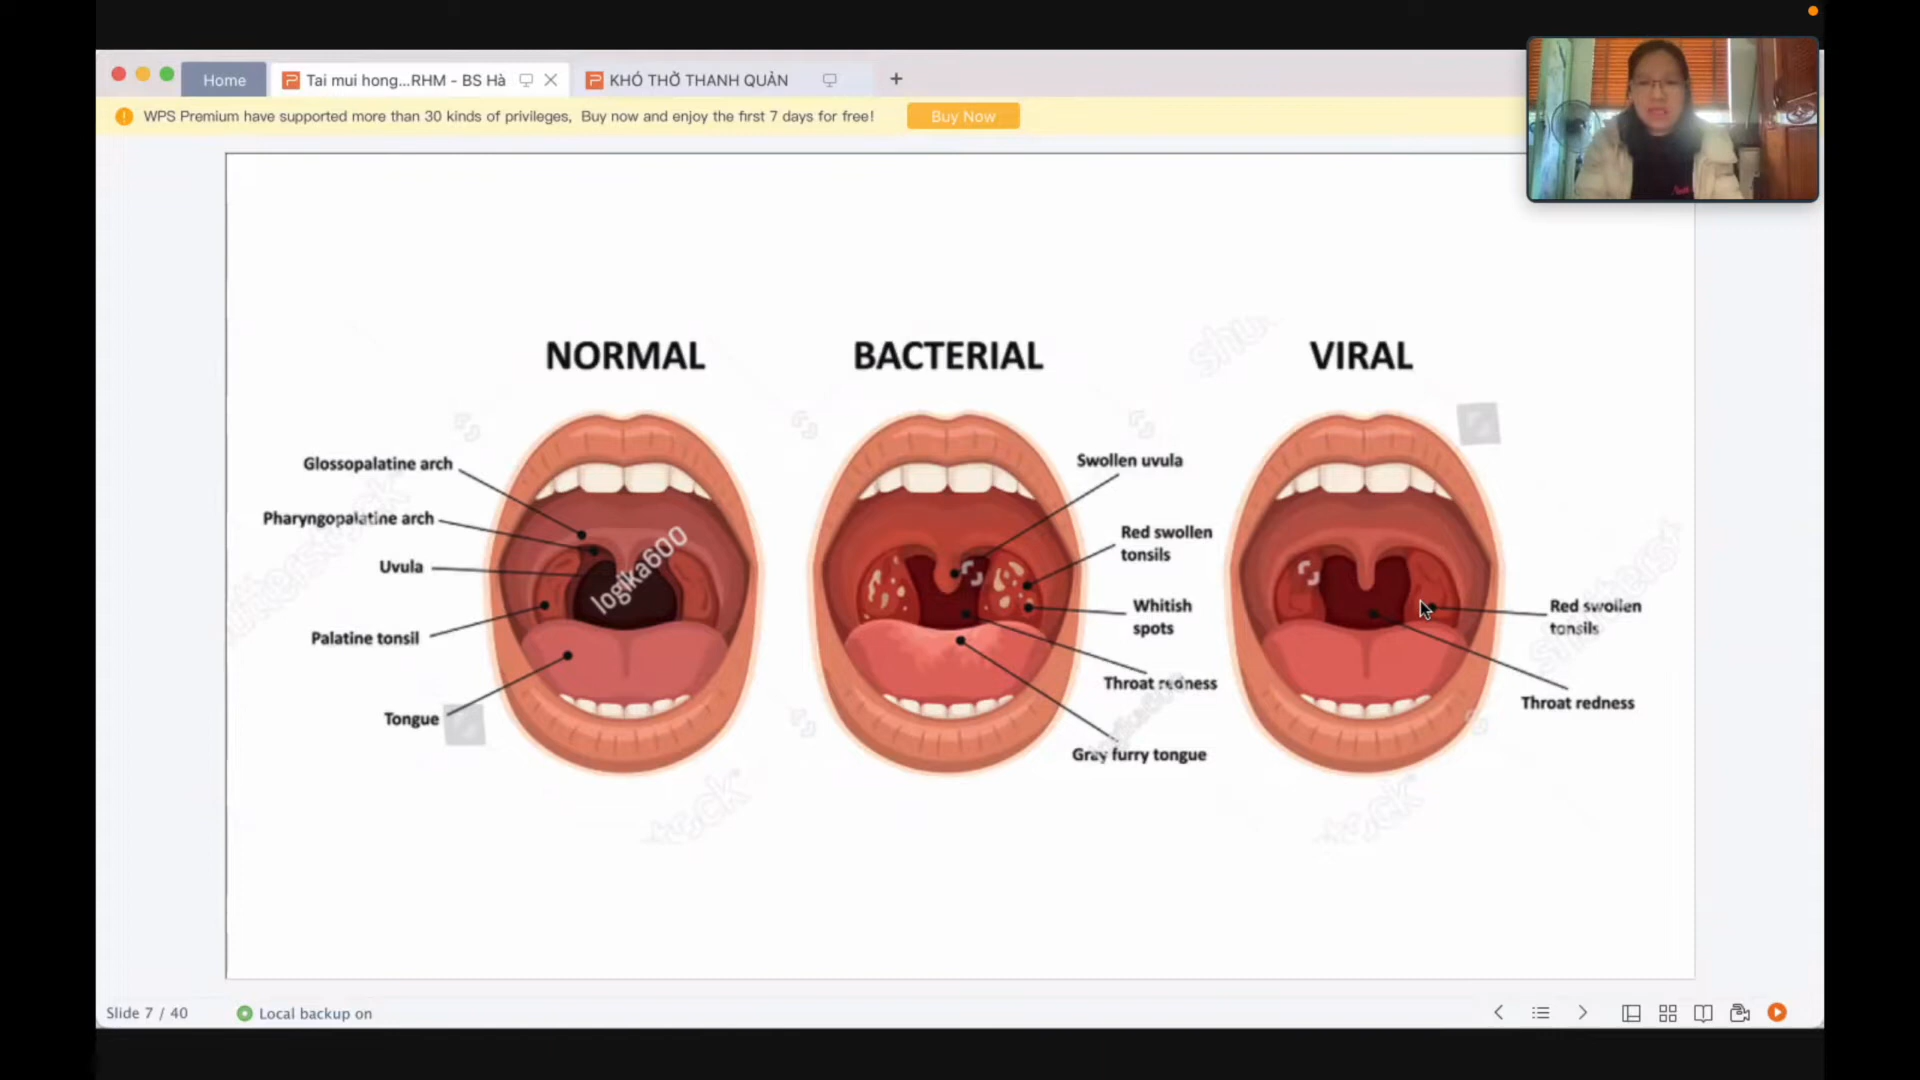 Home
Tai mui hong...RHM - BS Hà
KHÓ THỞ THANH QUẢN
WPS Premium have supported more than 30 kinds of privileges, Buy now and enjoy the first 7 days for free!
Buy Now
NORMAL
BACTERIAL
VIRAL
Glossopalatine arch
Pharyngopalatine arch
Uvula
Palatine tonsil
Tongue
logika600
Swollen uvula
Red swollen
tonsils
Whitish
spots
Throat redness
Gray furry tongue
Red swollen
tonsils
Throat redness
Slide 7 / 40
Local backup on